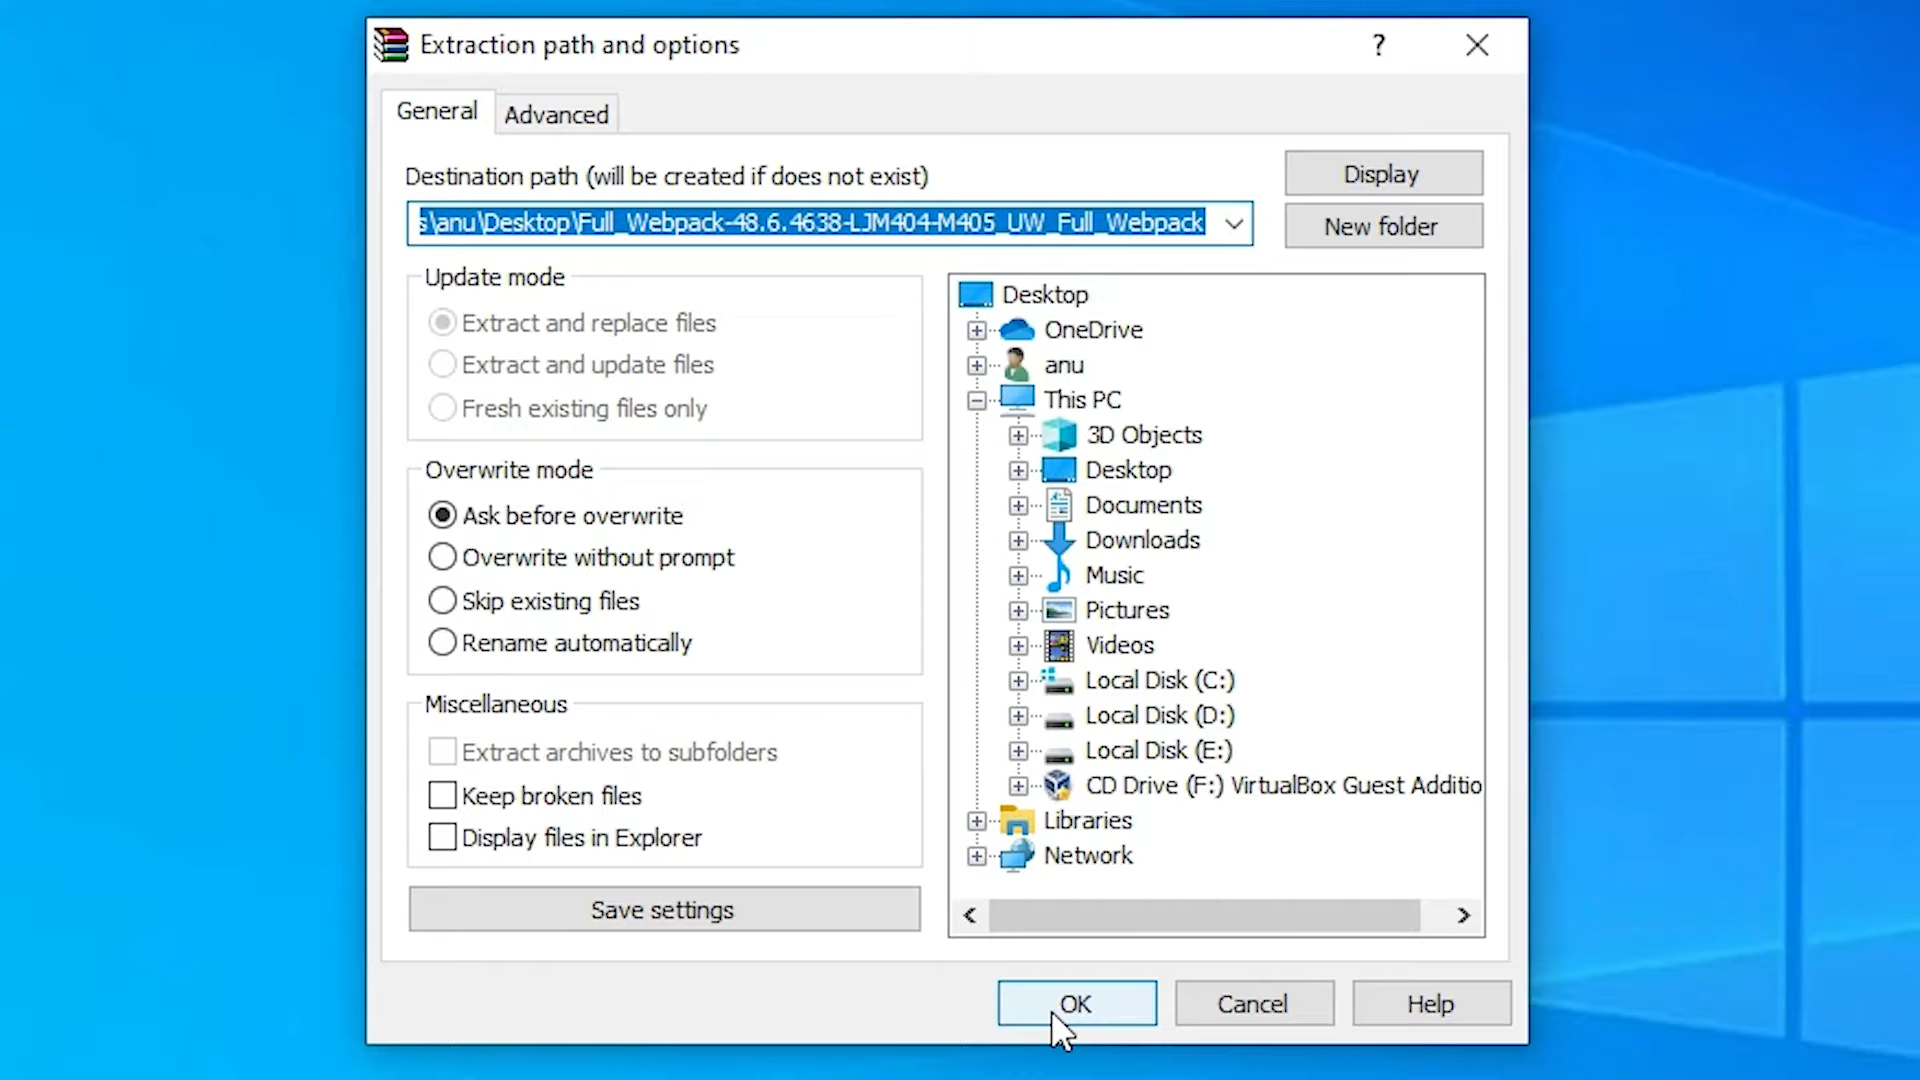 Extraction path and options
?
General
Advanced
Destination path (will be created if does not exist)
Display
s\anu\Desktop\Full_Webpack-48.6.4638-LJM404-M405_UW_Full_Webpack
New folder
Update mode
Extract and replace files
Extract and update files
Fresh existing files only
Overwrite mode
Ask before overwrite
Overwrite without prompt
Skip existing files
Rename automatically
Miscellaneous
Extract archives to subfolders
Keep broken files
Display files in Explorer
Save settings
Desktop
OneDrive
anu
This PC
3D Objects
Desktop
Documents
Downloads
Music
Pictures
Videos
Local Disk (C:)
Local Disk (D:)
Local Disk (E:)
CD Drive (F:) VirtualBox Guest Additio
Libraries
Network
OK
Cancel
Help